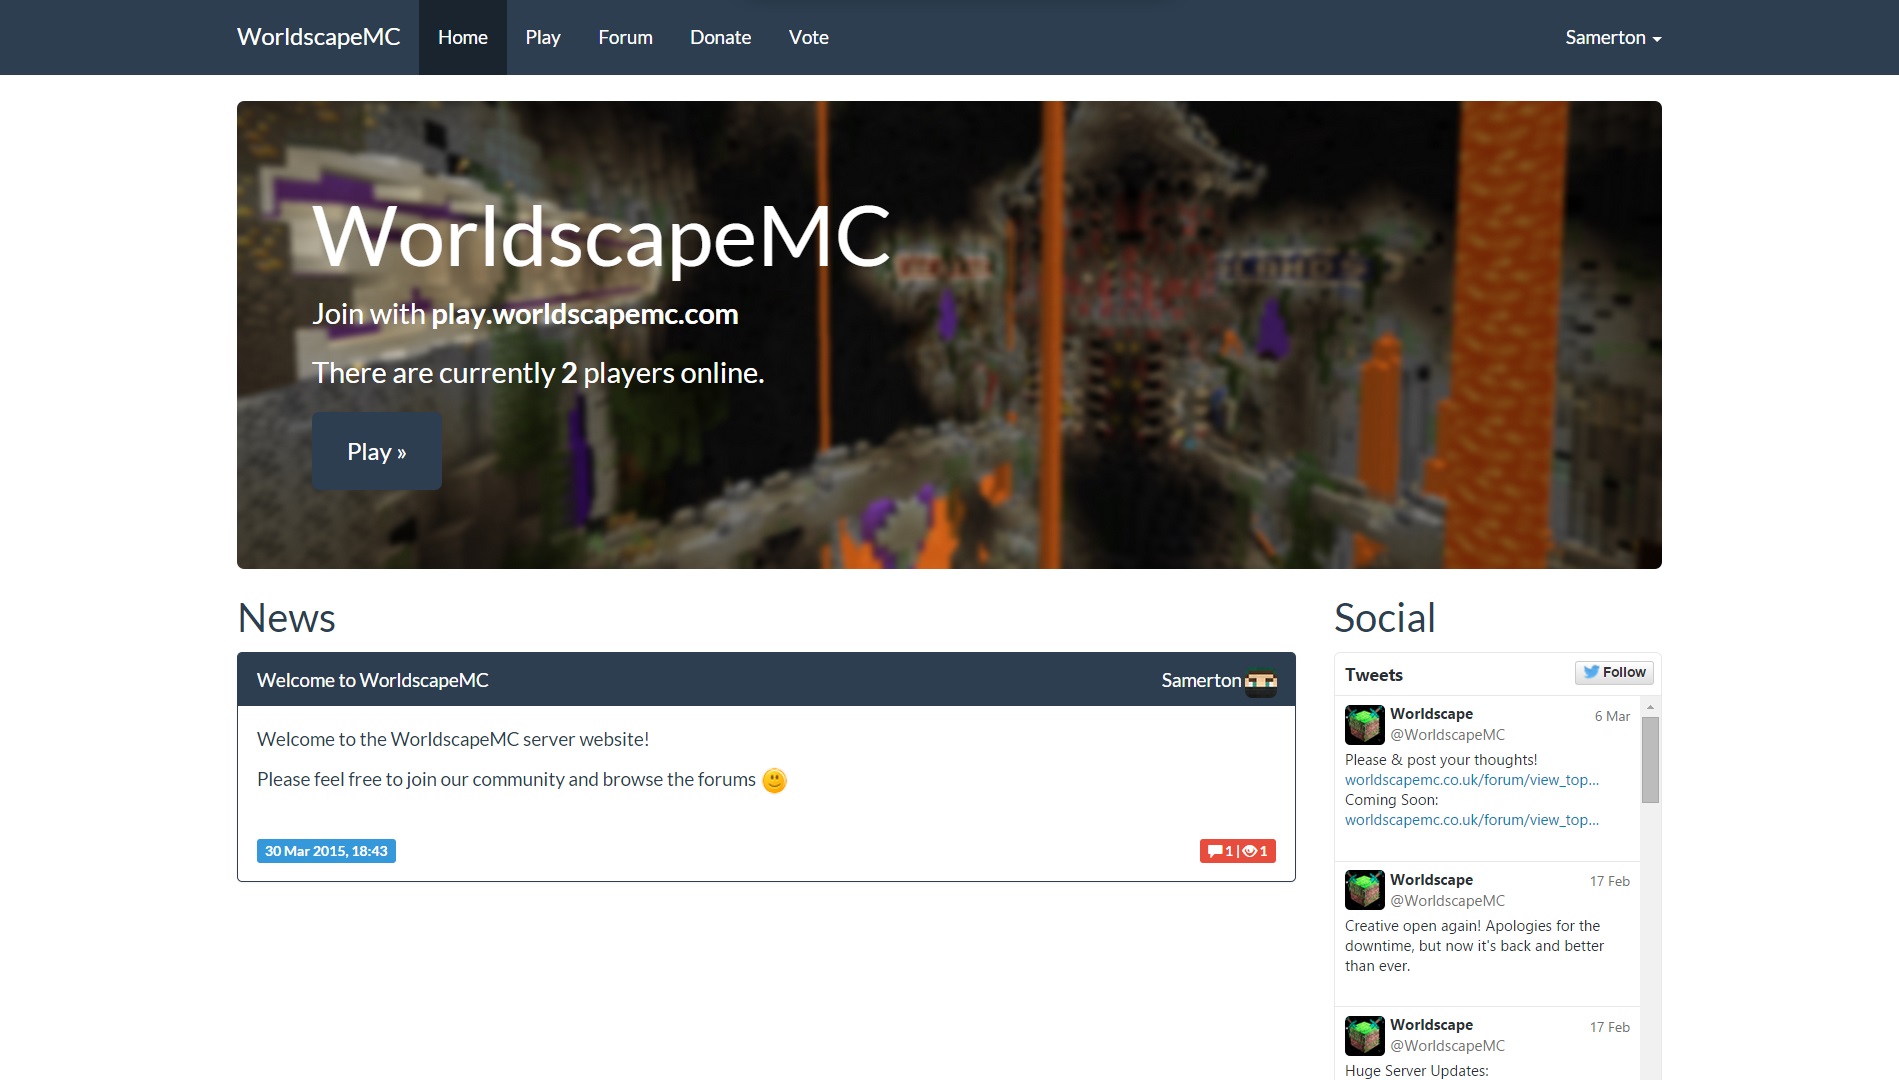 WorldscapeMC
Home
Play
Forum
Donate
Vote
Samerton
WorldscapeMC
Join with play.worldscapemc.com
There are currently 2 players online.
Play »
News
Welcome to WorldscapeMC
Samerton
Welcome to the WorldscapeMC server website!
Please feel free to join our community and browse the forums
30 Mar 2015, 18:43
1 | 1
Social
Tweets
Follow
Worldscape
6 Mar
@WorldscapeMC
Please & post your thoughts!
worldscapemc.co.uk/forum/view_top...
Coming Soon:
worldscapemc.co.uk/forum/view_top...
Worldscape
17 Feb
@WorldscapeMC
Creative open again! Apologies for the
downtime, but now it's back and better
than ever.
Worldscape
17 Feb
@WorldscapeMC
Huge Server Updates: